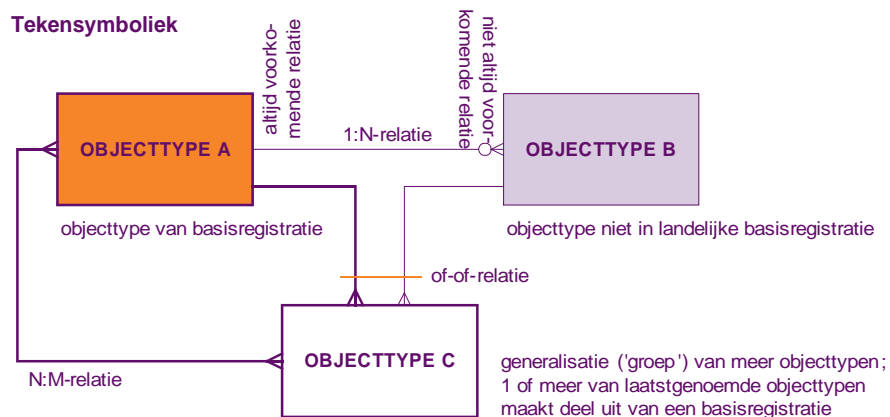 Tekensymboliek
altijd voorko-
mende relatie
niet altijd voor-
komende relatie
1:N-relatie
OBJECTTYPE A
OBJECTTYPE B
objecttype van basisregistratie
objecttype niet in landelijke basisregistratie
of-of-relatie
OBJECTTYPE C
N:M-relatie
generalisatie ('groep') van meer objecttypen;
1 of meer van laatstgenoemde objecttypen
maakt deel uit van een basisregistratie